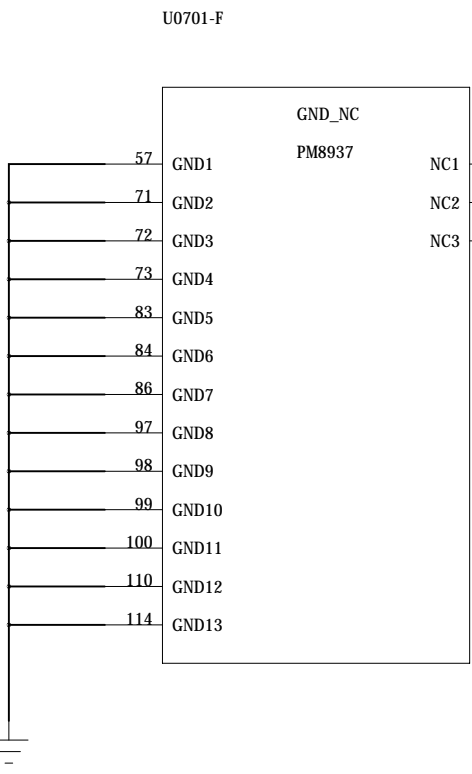 U0701-F
GND_NC
PM8937
57 GND1 NC1
71 GND2 NC2
72 GND3 NC3
73 GND4
83 GND5
84 GND6
86 GND7
97 GND8
98 GND9
99 GND10
100 GND11
110 GND12
114 GND13